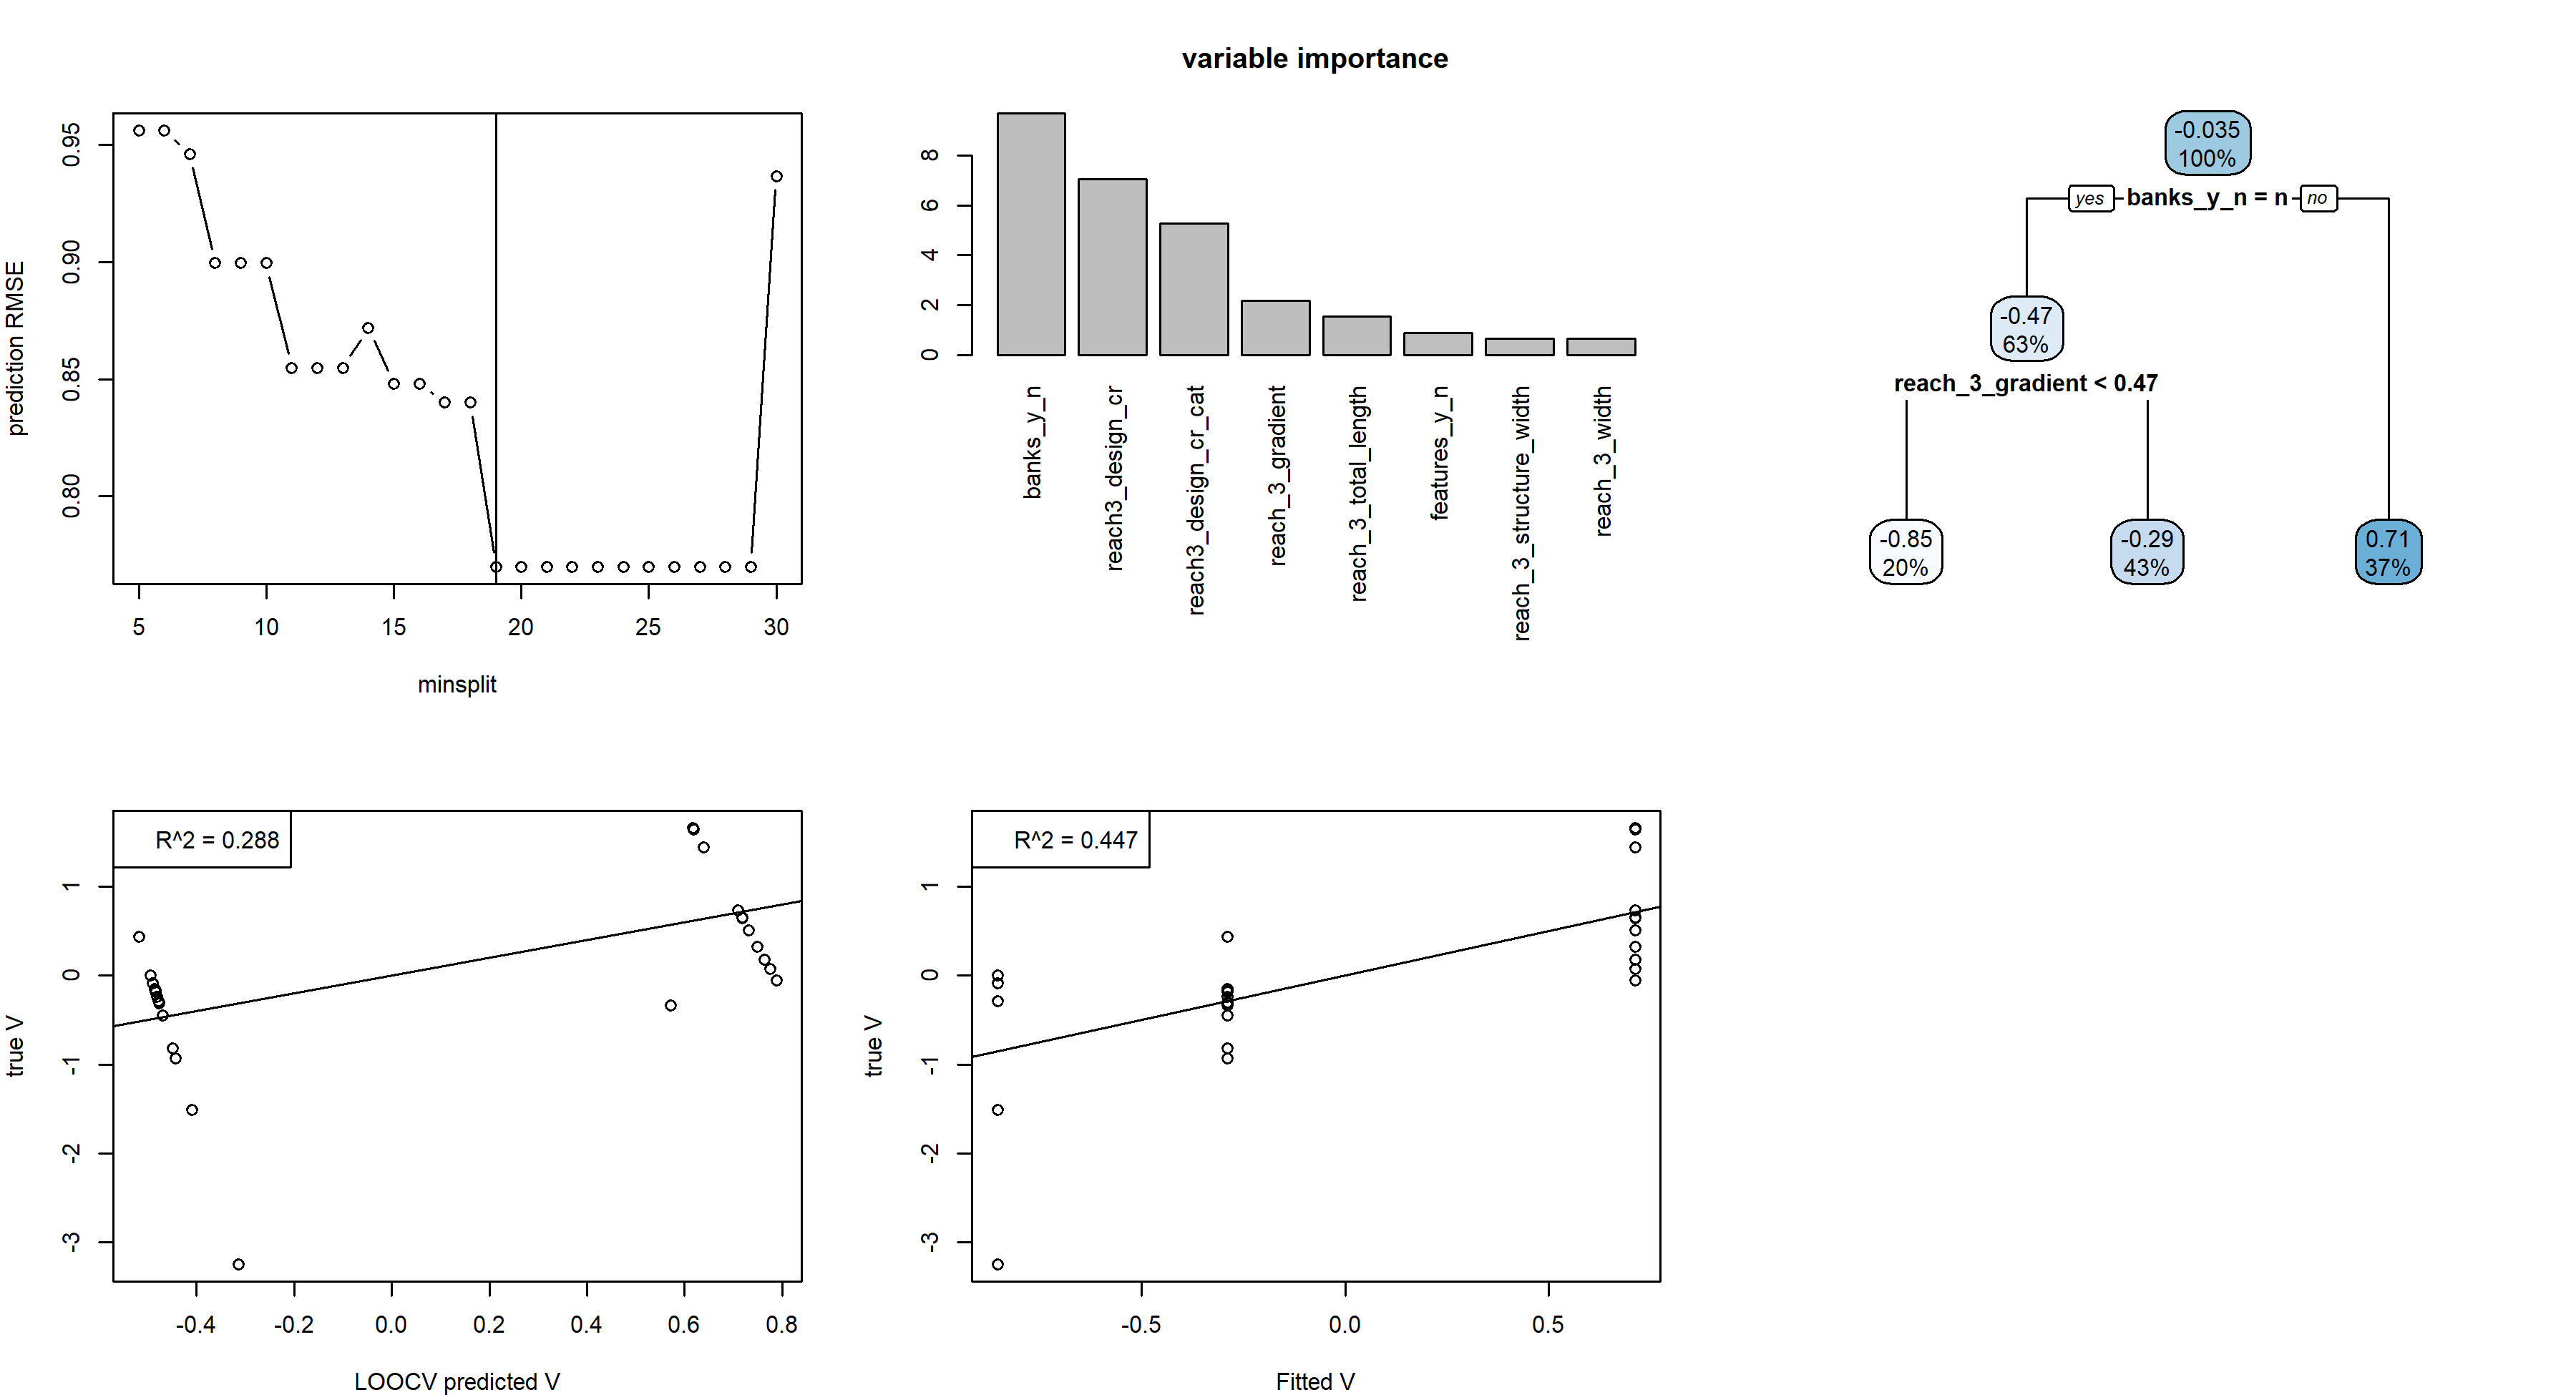 prediction RMSE
0.95
0.90
0.85
0.80
5
10
15
20
25
30
minsplit
variable importance
8
6
4
2
0
banks_y_n
reach3_design_cr
reach3_design_cr_cat
reach_3_gradient
reach_3_total_length
features_y_n
reach_3_structure_width
reach_3_width
-0.035
100%
yes
banks_y_n = n
no
-0.47
63%
reach_3_gradient < 0.47
-0.85
20%
-0.29
43%
0.71
37%
R^2 = 0.288
true V
1
0
-1
-2
-3
-0.4
-0.2
0.0
0.2
0.4
0.6
0.8
LOOCV predicted V
R^2 = 0.447
true V
1
0
-1
-2
-3
-0.5
0.0
0.5
Fitted V